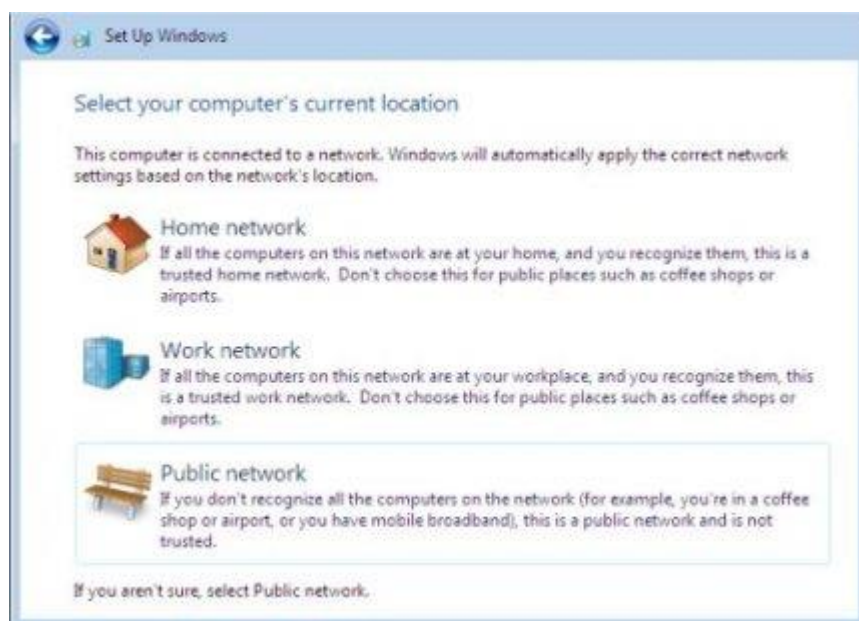 Set Up Windows
Select your computer's current location
This computer is connected to a network. Windows will automatically apply the correct network
settings based on the network's location.
Home network
If all the computers on this network are at your home, and you recognize them, this is a
trusted home network. Don't choose this for public places such as coffee shops or
airports.
Work network
If all the computers on this network are at your workplace, and you recognize them, this
is a trusted work network. Don't choose this for public places such as coffee shops or
airports.
Public network
If you don't recognize all the computers on the network (for example, you're in a coffee
shop or airport, or you have mobile broadband), this is a public network and is not
trusted.
If you aren't sure, select Public network.